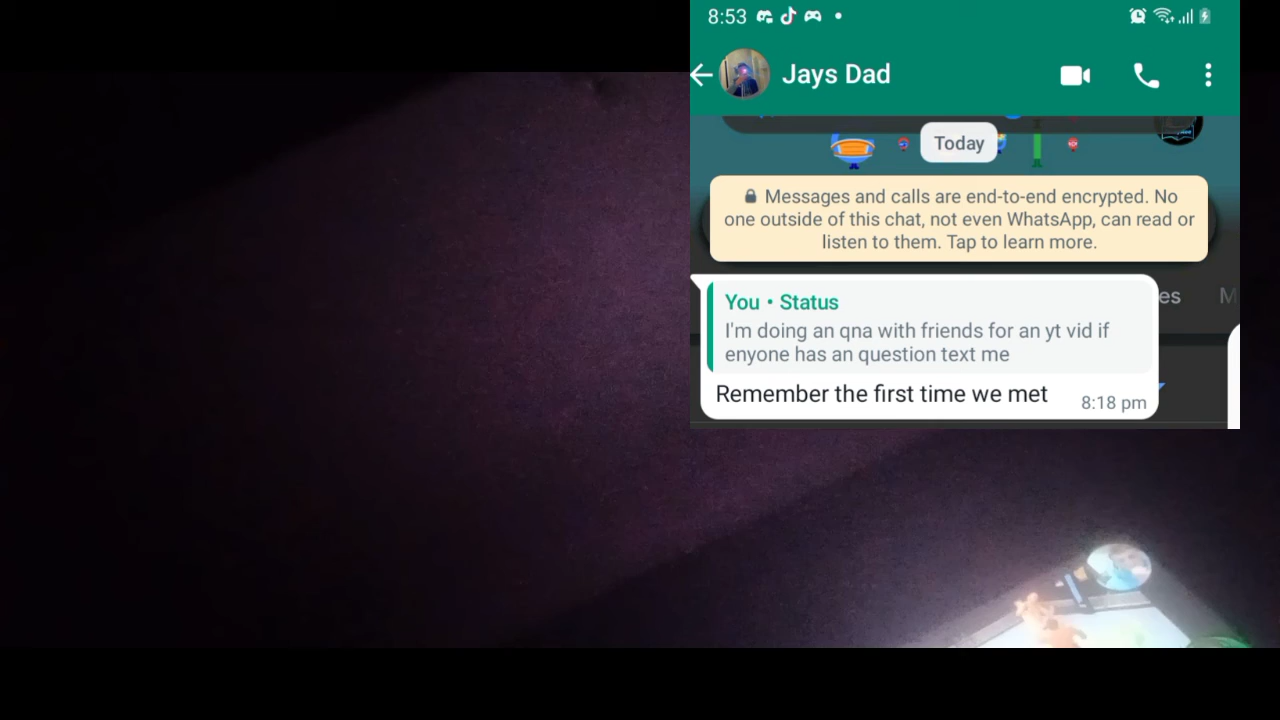 8:53
Jays Dad
Today
Messages and calls are end-to-end encrypted. No
one outside of this chat, not even WhatsApp, can read or
listen to them. Tap to learn more.
es M
You • Status
I'm doing an qna with friends for an yt vid if
enyone has an question text me
Remember the first time we met
8:18 pm